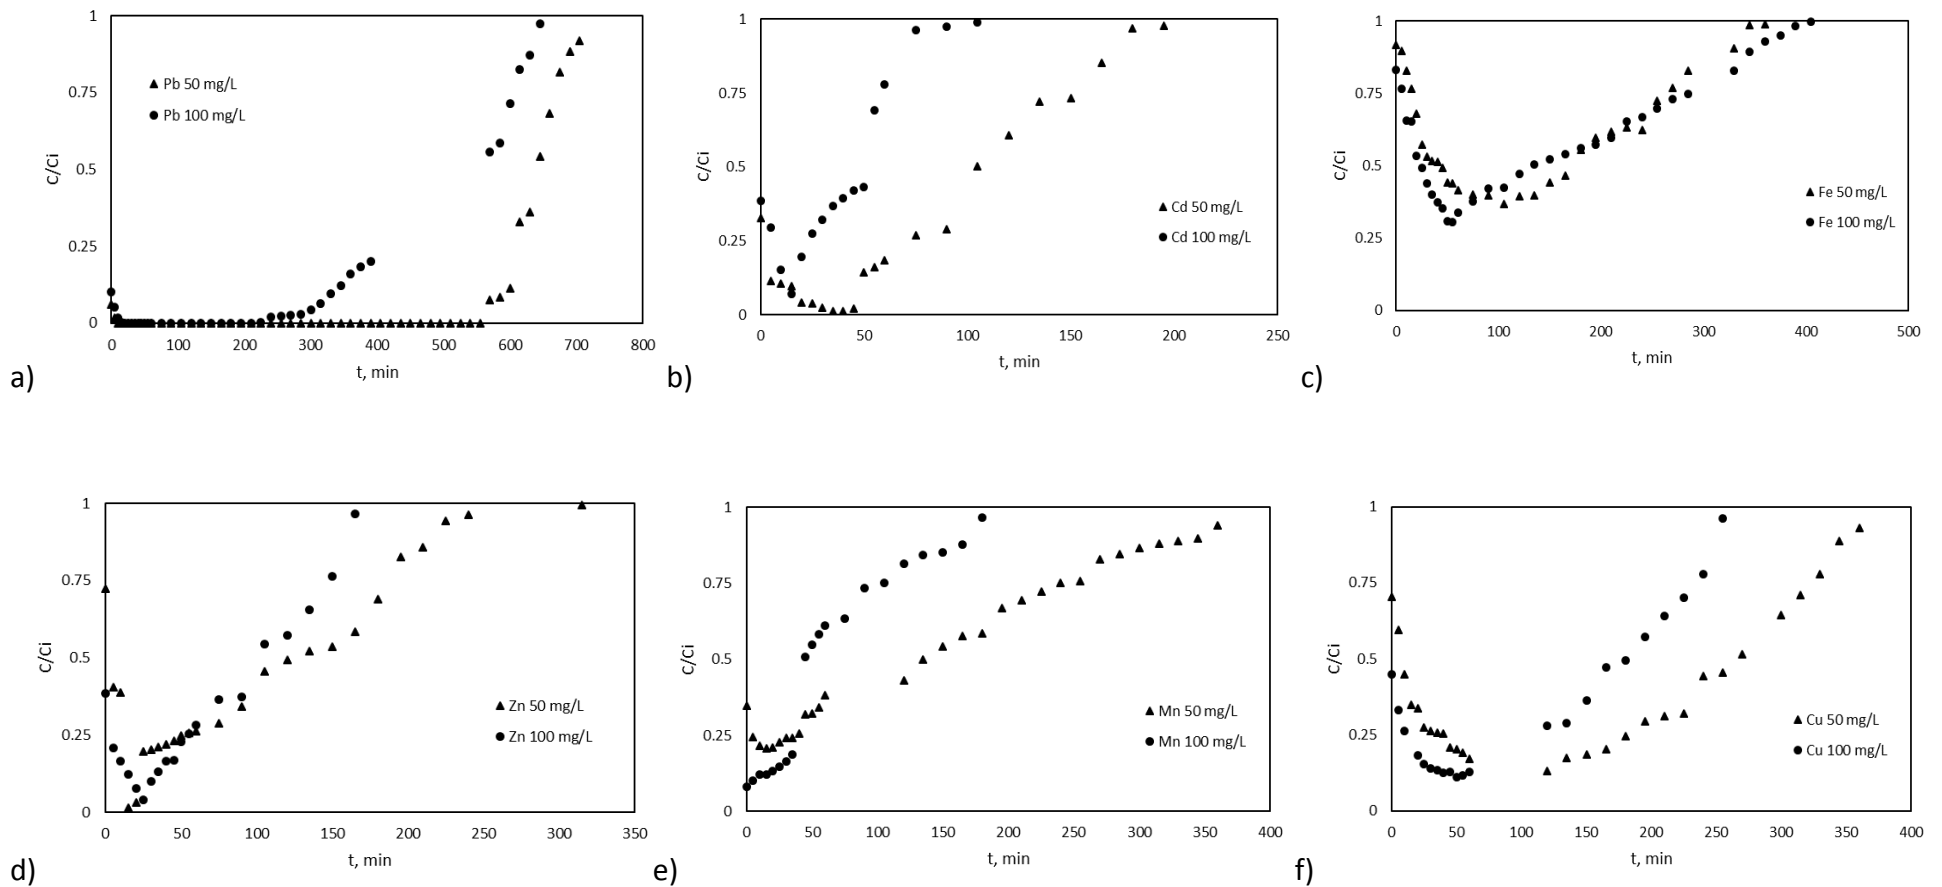 1
0.75
0.5
0.25
0
C/Ci
Pb 50 mg/L
Pb 100 mg/L
0 100 200 300 400 500 600 700 800
t, min
a)
1
0.75
0.5
0.25
0
C/Ci
Cd 50 mg/L
Cd 100 mg/L
0 50 100 150 200 250
t, min
b)
1
0.75
0.5
0.25
0
C/Ci
Fe 50 mg/L
Fe 100 mg/L
0 100 200 300 400 500
t, min
c)
1
0.75
0.5
0.25
0
C/Ci
Zn 50 mg/L
Zn 100 mg/L
0 50 100 150 200 250 300 350
t, min
d)
1
0.75
0.5
0.25
0
C/Ci
Mn 50 mg/L
Mn 100 mg/L
0 50 100 150 200 250 300 350 400
t, min
e)
1
0.75
0.5
0.25
0
C/Ci
Cu 50 mg/L
Cu 100 mg/L
0 50 100 150 200 250 300 350 400
t, min
f)